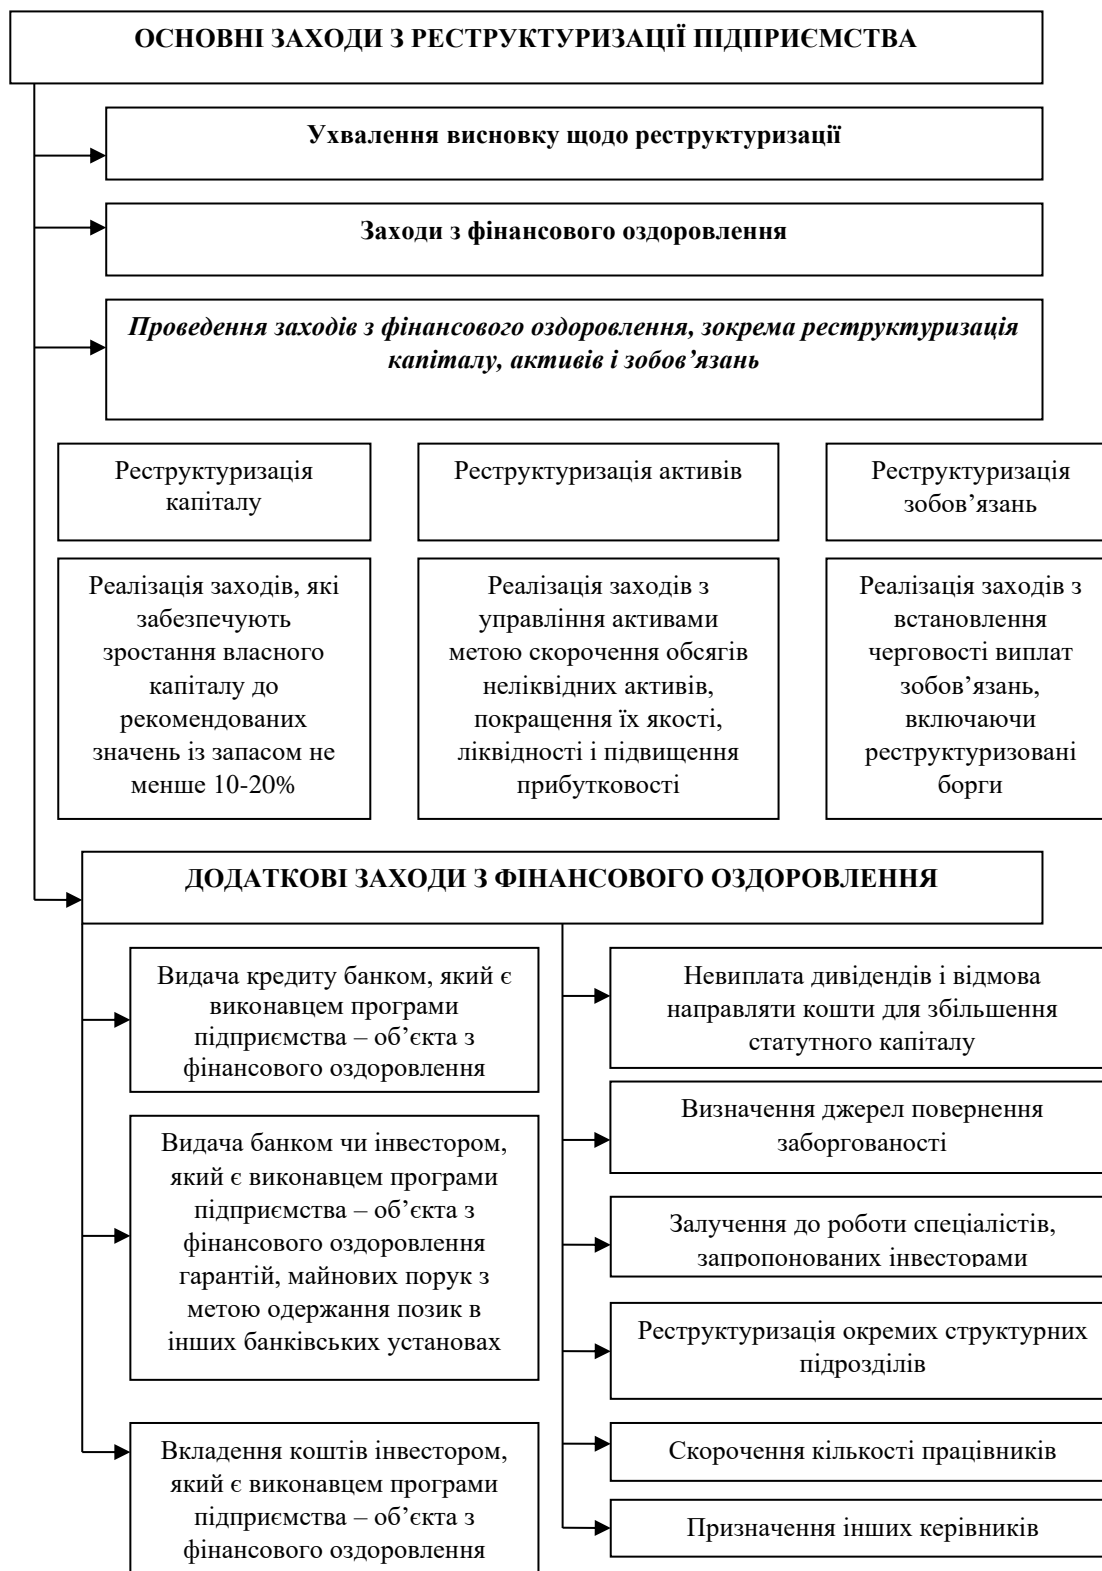 ОСНОВНІ ЗАХОДИ З РЕСТРУКТУРИЗАЦІЇ ПІДПРИЄМСТВА
Ухвалення висновку щодо реструктуризації
Заходи з фінансового оздоровлення
Проведення заходів з фінансового оздоровлення, зокрема реструктуризація
капіталу, активів і зобов’язань
Реструктуризація
капіталу
Реструктуризація активів
Реструктуризація
зобов’язань
Реалізація заходів, які
забезпечують
зростання власного
капіталу до
рекомендованих
значень із запасом не
менше 10-20%
Реалізація заходів з
управління активами
метою скорочення обсягів
неліквідних активів,
покращення їх якості,
ліквідності і підвищення
прибутковості
Реалізація заходів з
встановлення
черговості виплат
зобов’язань,
включаючи
реструктуризовані
борги
ДОДАТКОВІ ЗАХОДИ З ФІНАНСОВОГО ОЗДОРОВЛЕННЯ
Видача кредиту банком, який є
виконавцем програми
підприємства – об’єкта з
фінансового оздоровлення
Видача банком чи інвестором,
який є виконавцем програми
підприємства – об’єкта з
фінансового оздоровлення
гарантій, майнових порук з
метою одержання позик в
інших банківських установах
Вкладення коштів інвестором,
який є виконавцем програми
підприємства – об’єкта з
фінансового оздоровлення
Невиплата дивідендів і відмова
направляти кошти для збільшення
статутного капіталу
Визначення джерел повернення
заборгованості
Залучення до роботи спеціалістів,
запропонованих інвесторами
Реструктуризація окремих структурних
підрозділів
Скорочення кількості працівників
Призначення інших керівників